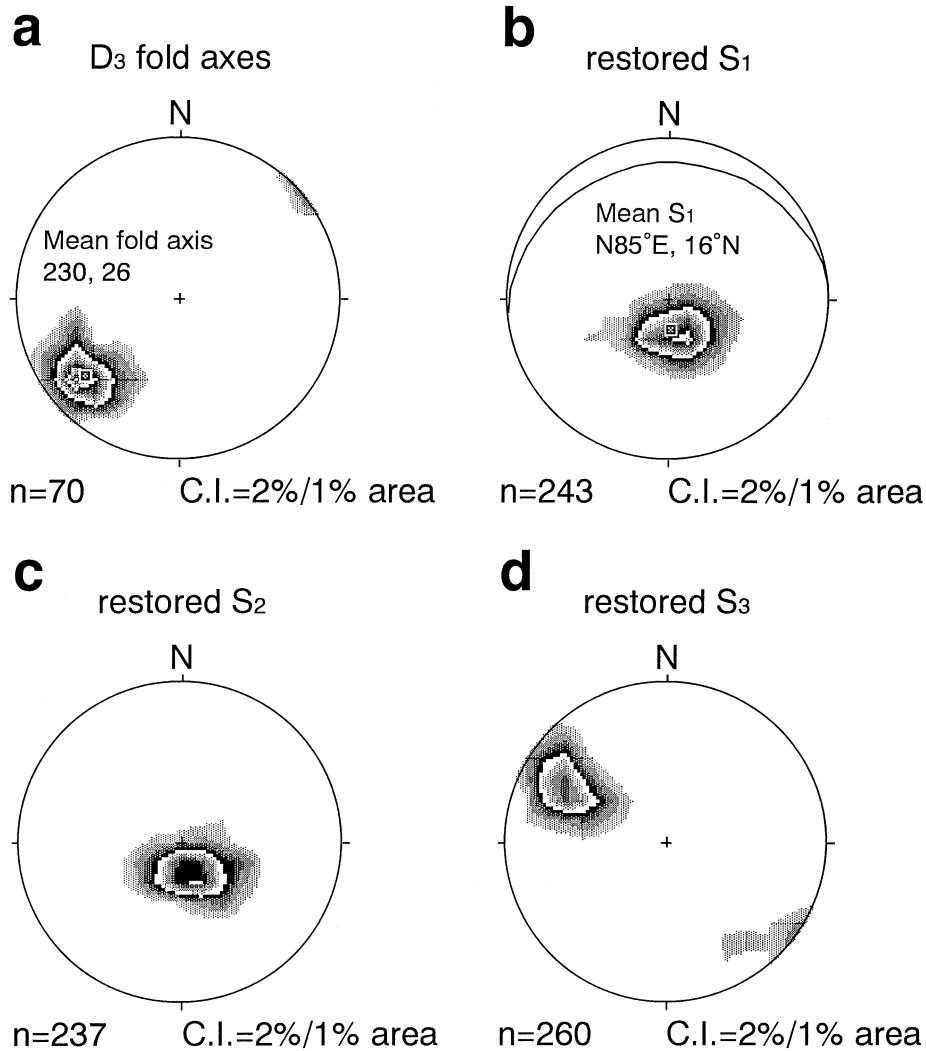 a
D3 fold axes
N
Mean fold axis
230, 26
n=70 C.I.=2%/1% area
b
restored S1
N
Mean S1
N85°E, 16°N
n=243 C.I.=2%/1% area
c
restored S2
N
n=237 C.I.=2%/1% area
d
restored S3
N
n=260 C.I.=2%/1% area